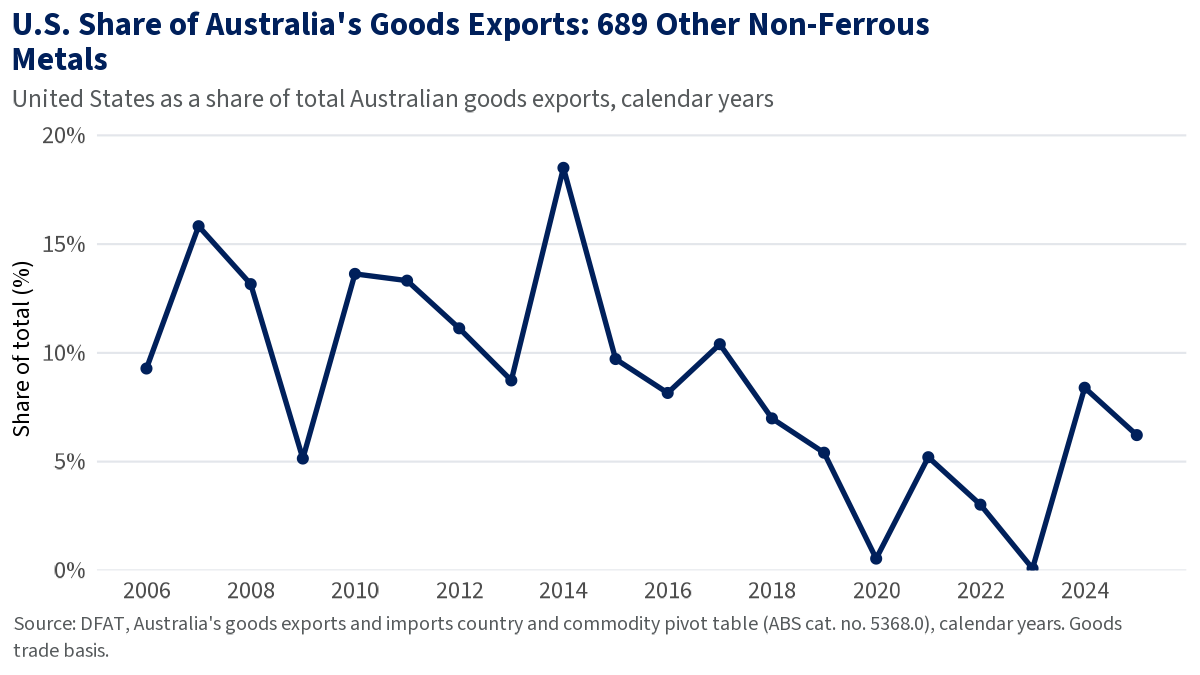 U.S. Share of Australia's Goods Exports: 689 Other Non-Ferrous
Metals
United States as a share of total Australian goods exports, calendar years
Share of total (%)
20%
15%
10%
5%
0%
2006 2008 2010 2012 2014 2016 2018 2020 2022 2024
Source: DFAT, Australia's goods exports and imports country and commodity pivot table (ABS cat. no. 5368.0), calendar years. Goods
trade basis.